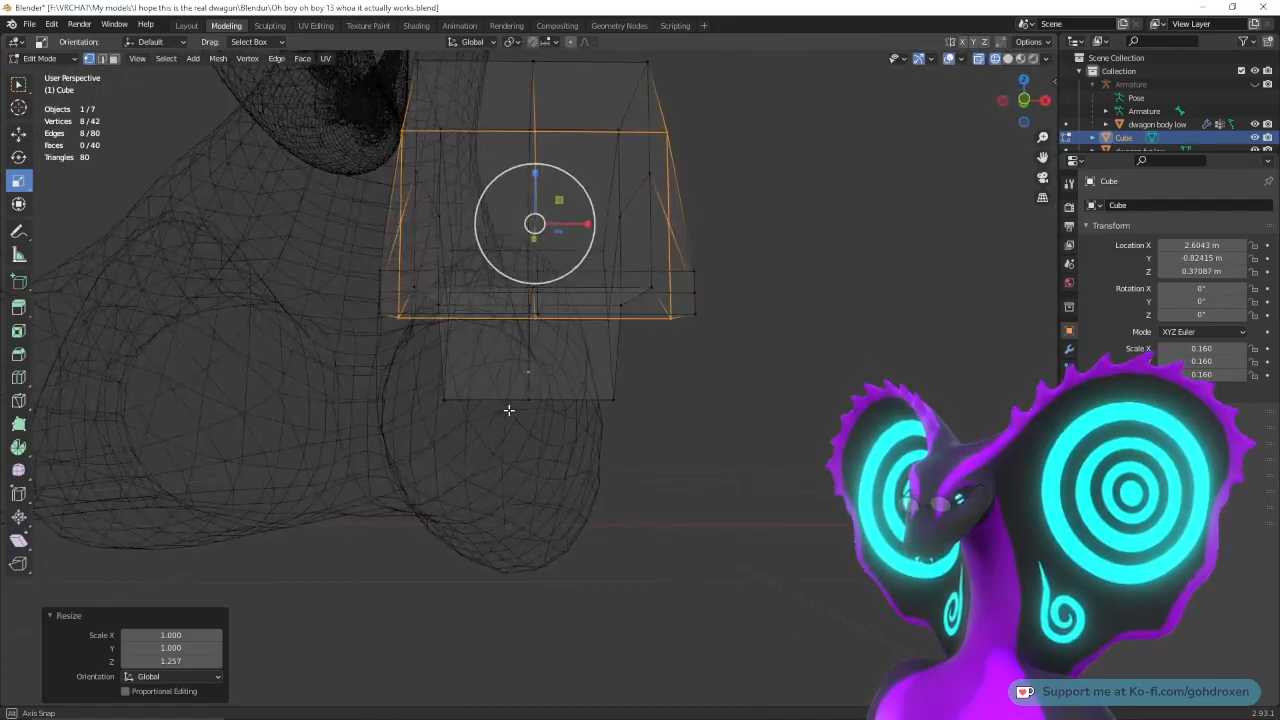 Blender* [F:\VRCHAT\My models\I hope this is the real dwagon\Blendur\Oh boy oh boy 13 whoa it actually works.blend]
File Edit Render Window Help Layout Modeling Sculpting UV Editing Texture Paint Shading Animation Rendering Compositing Geometry Nodes Scripting + Scene View Layer
Orientation: Default Drag: Select Box Global X Y Z Options
Edit Mode View Select Add Mesh Vertex Edge Face UV
User Perspective
(1) Cube
Objects 1/7
Vertices 8/42
Edges 8/80
Faces 0/40
Triangles 80
Z
X
Scene Collection
Collection
Armature
Pose
Armature
dwagon body low
Cube
Cube
Cube
Transform
Location X 2.6043 m
Y -0.82415 m
Z 0.37087 m
Rotation X 0°
Y 0°
Z 0°
Mode XYZ Euler
Scale X 0.160
0.160
0.160
Resize
Scale X 1.000
Y 1.000
Z 1.257
Orientation Global
Proportional Editing
Support me at Ko-fi.com/gohdroxen
Alt Axis Snap
2.93.1